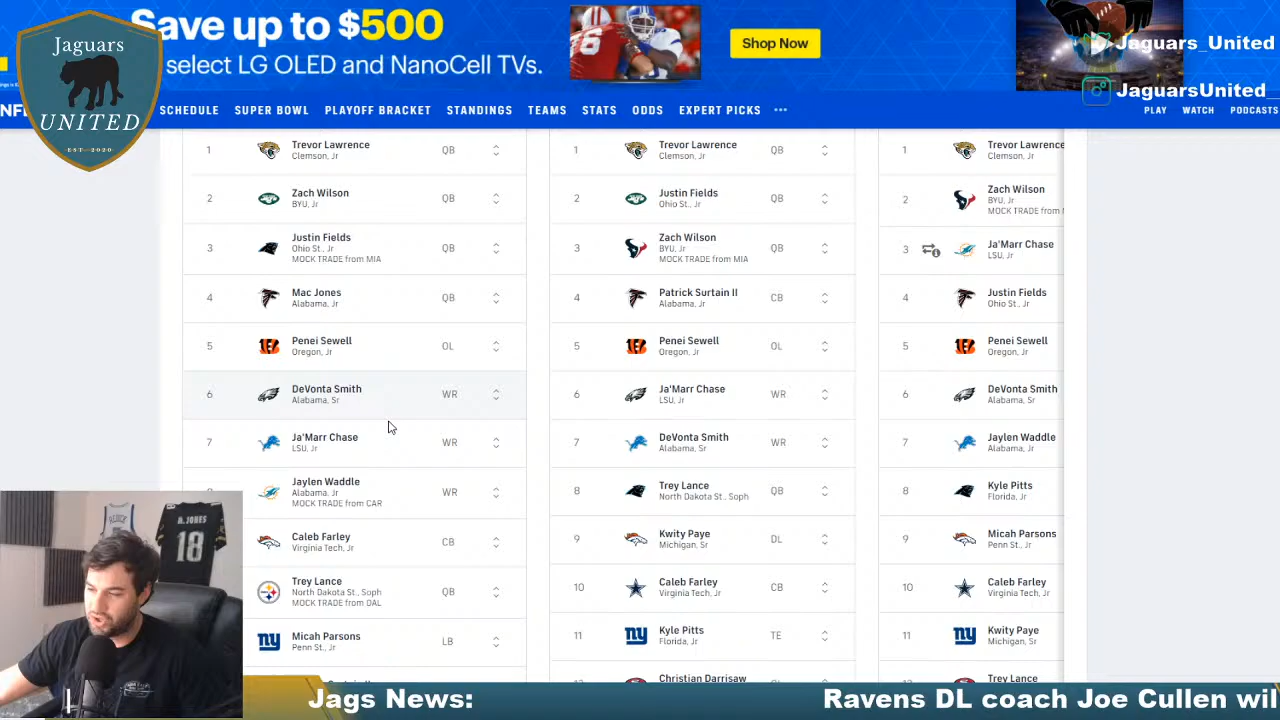 Save up to $500
select LG OLED and NanoCell TVs.
Shop Now
Jaguars
UNITED
EST 2020
Jaguars_United
JaguarsUnited_
NF
SCHEDULE SUPER BOWL PLAYOFF BRACKET STANDINGS TEAMS STATS ODDS EXPERT PICKS
PLAY WATCH PODCASTS
1 Trevor Lawrence QB
Clemson, Jr
2 Zach Wilson QB
BYU, Jr
3 Justin Fields QB
Ohio St., Jr
MOCK TRADE from MIA
4 Mac Jones QB
Alabama, Jr
5 Penei Sewell OL
Oregon, Jr
6 DeVonta Smith WR
Alabama, Sr
7 Ja'Marr Chase WR
LSU, Jr
Jaylen Waddle WR
Alabama, Jr
MOCK TRADE from CAR
Caleb Farley CB
Virginia Tech, Jr
Trey Lance QB
North Dakota St., Soph
MOCK TRADE from DAL
Micah Parsons LB
Penn St., Jr
1 Trevor Lawrence QB
Clemson, Jr
2 Justin Fields QB
Ohio St., Jr
3 Zach Wilson QB
BYU, Jr
MOCK TRADE from MIA
4 Patrick Surtain II CB
Alabama, Jr
5 Penei Sewell OL
Oregon, Jr
6 Ja'Marr Chase WR
LSU, Jr
7 DeVonta Smith WR
Alabama, Sr
8 Trey Lance QB
North Dakota St., Soph
9 Kwity Paye DL
Michigan, Sr
10 Caleb Farley CB
Virginia Tech, Jr
11 Kyle Pitts TE
Florida, Jr
Christian Darrisaw
1 Trevor Lawrence
Clemson, Jr
2 Zach Wilson
BYU, Jr
MOCK TRADE from
3 Ja'Marr Chase
LSU, Jr
4 Justin Fields
Ohio St., Jr
5 Penei Sewell
Oregon, Jr
6 DeVonta Smith
Alabama, Sr
7 Jaylen Waddle
Alabama, Jr
8 Kyle Pitts
Florida, Jr
9 Micah Parsons
Penn St., Jr
10 Caleb Farley
Virginia Tech, Jr
11 Kwity Paye
Michigan, Sr
Trey Lance
M. JONES
18
Jags News: Ravens DL coach Joe Cullen wil